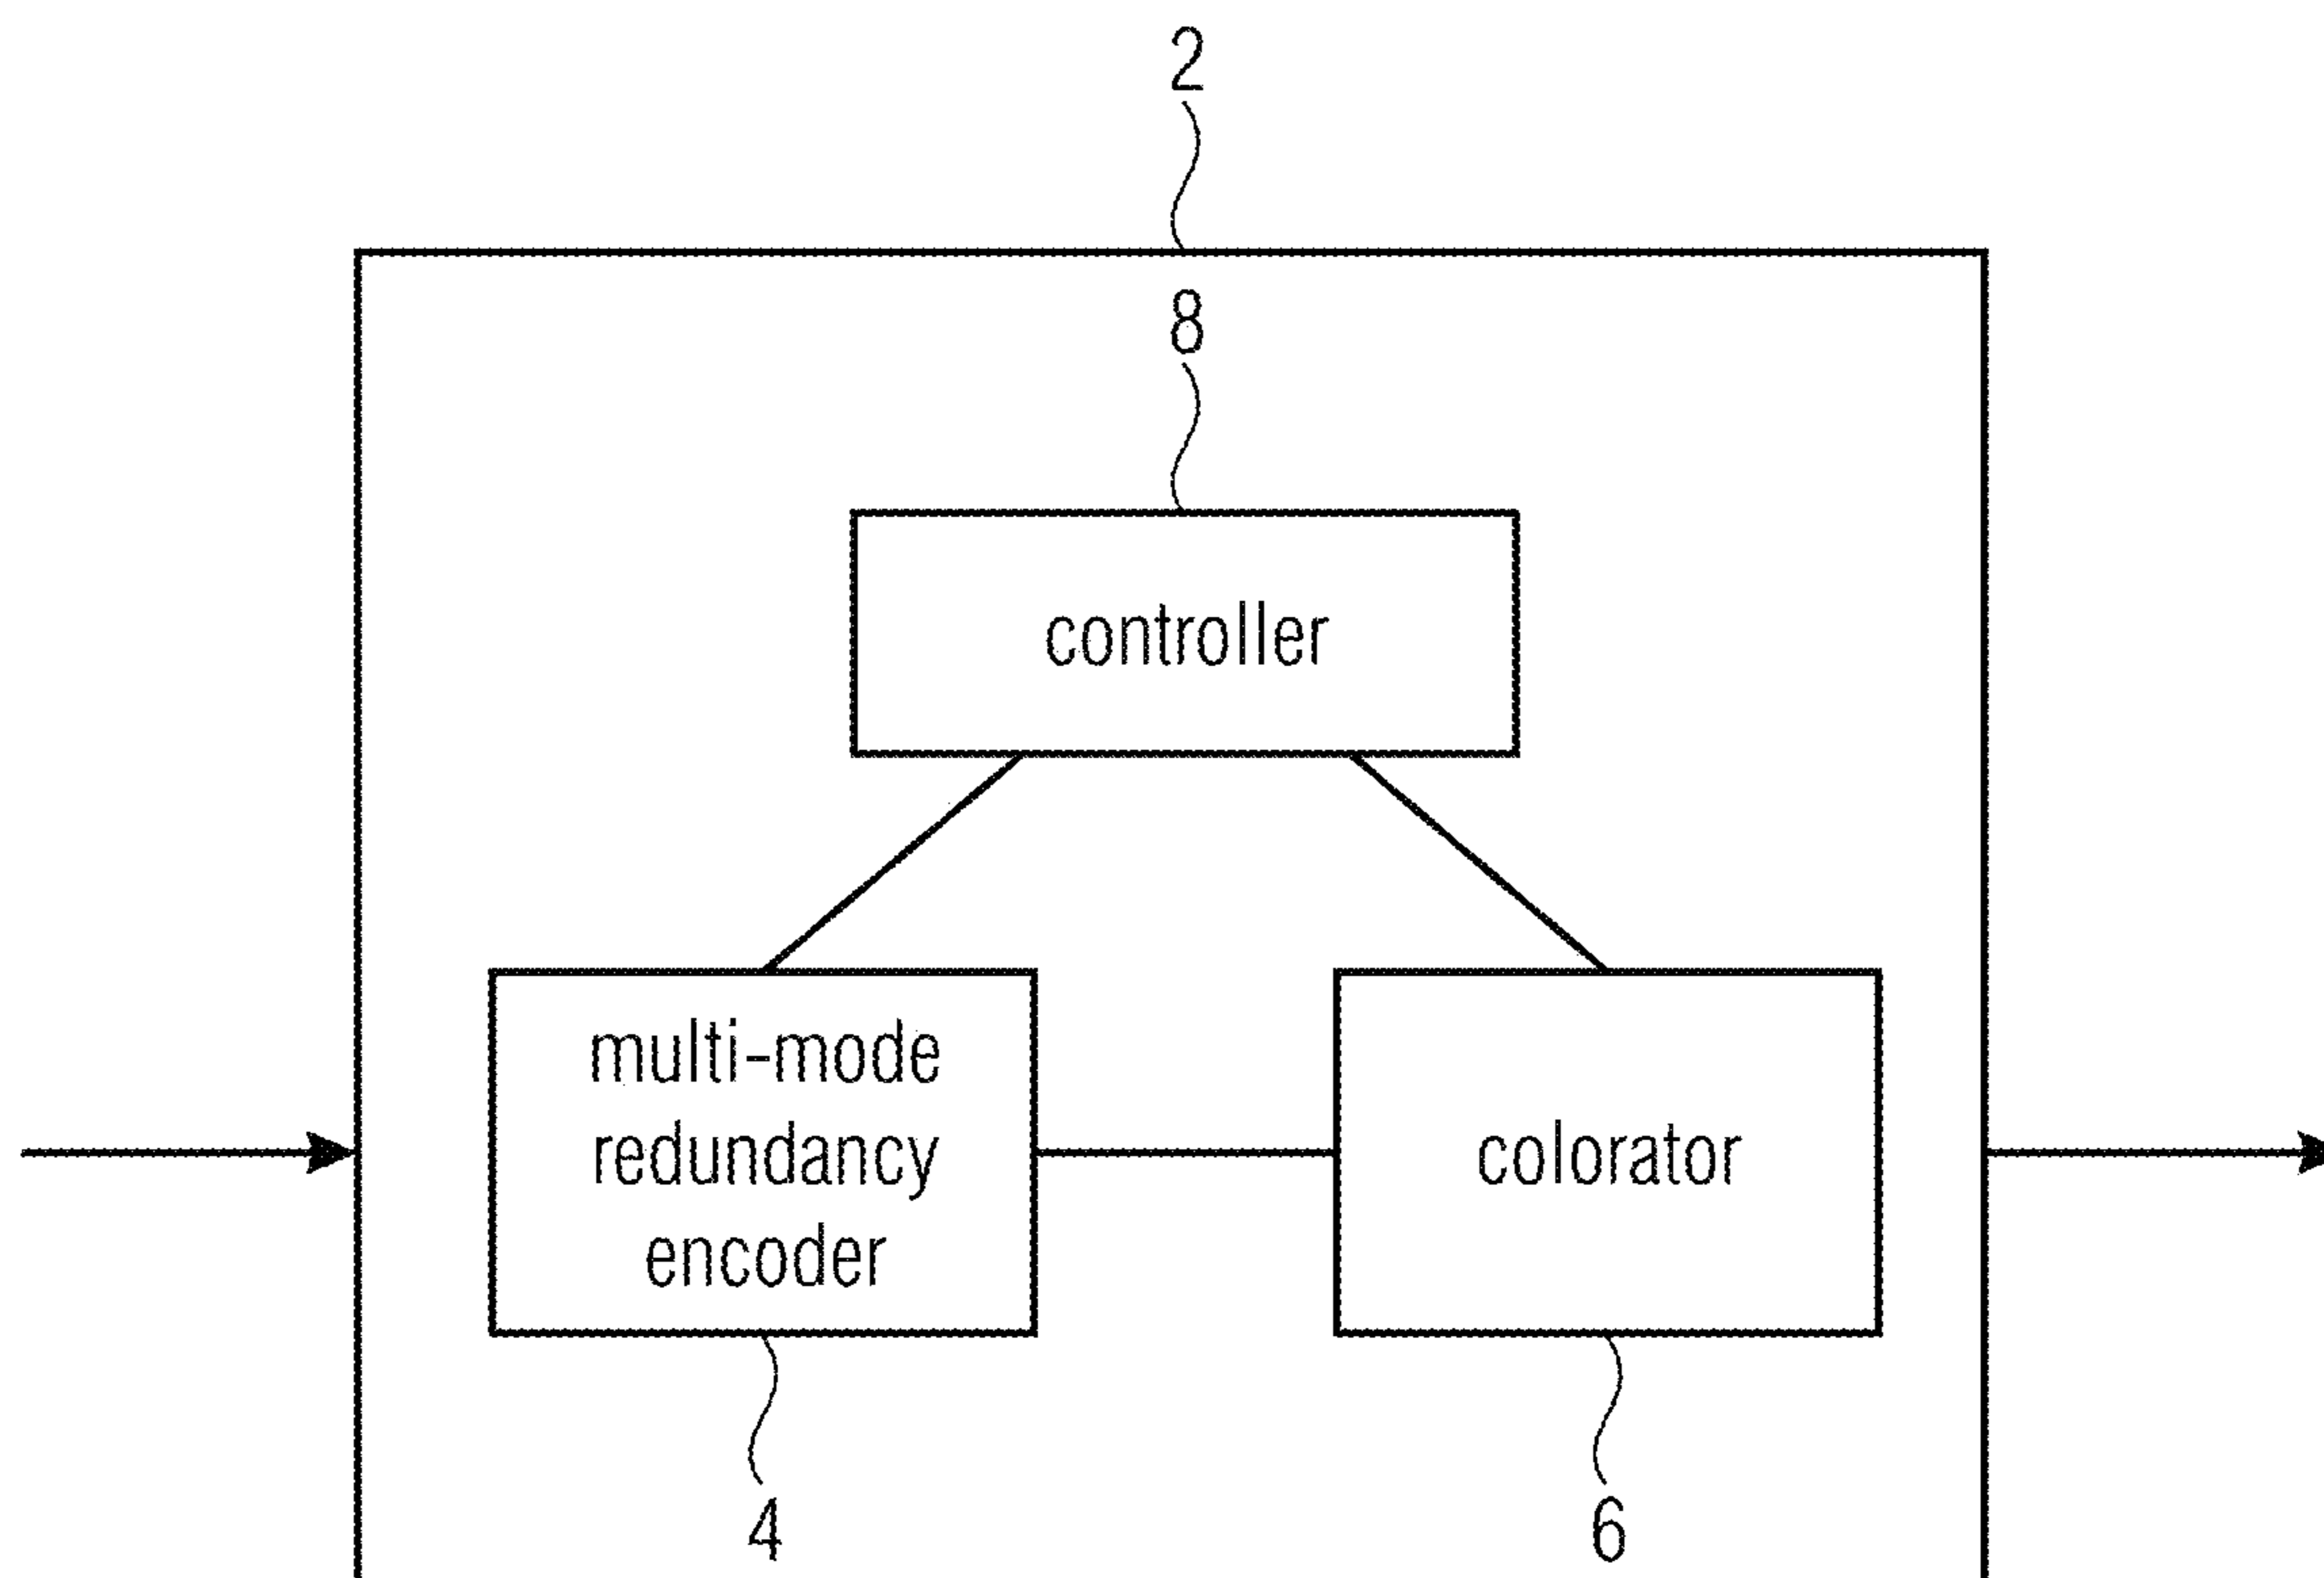 2
8
controller
multi-mode
redundancy
encoder
colorator
4
6